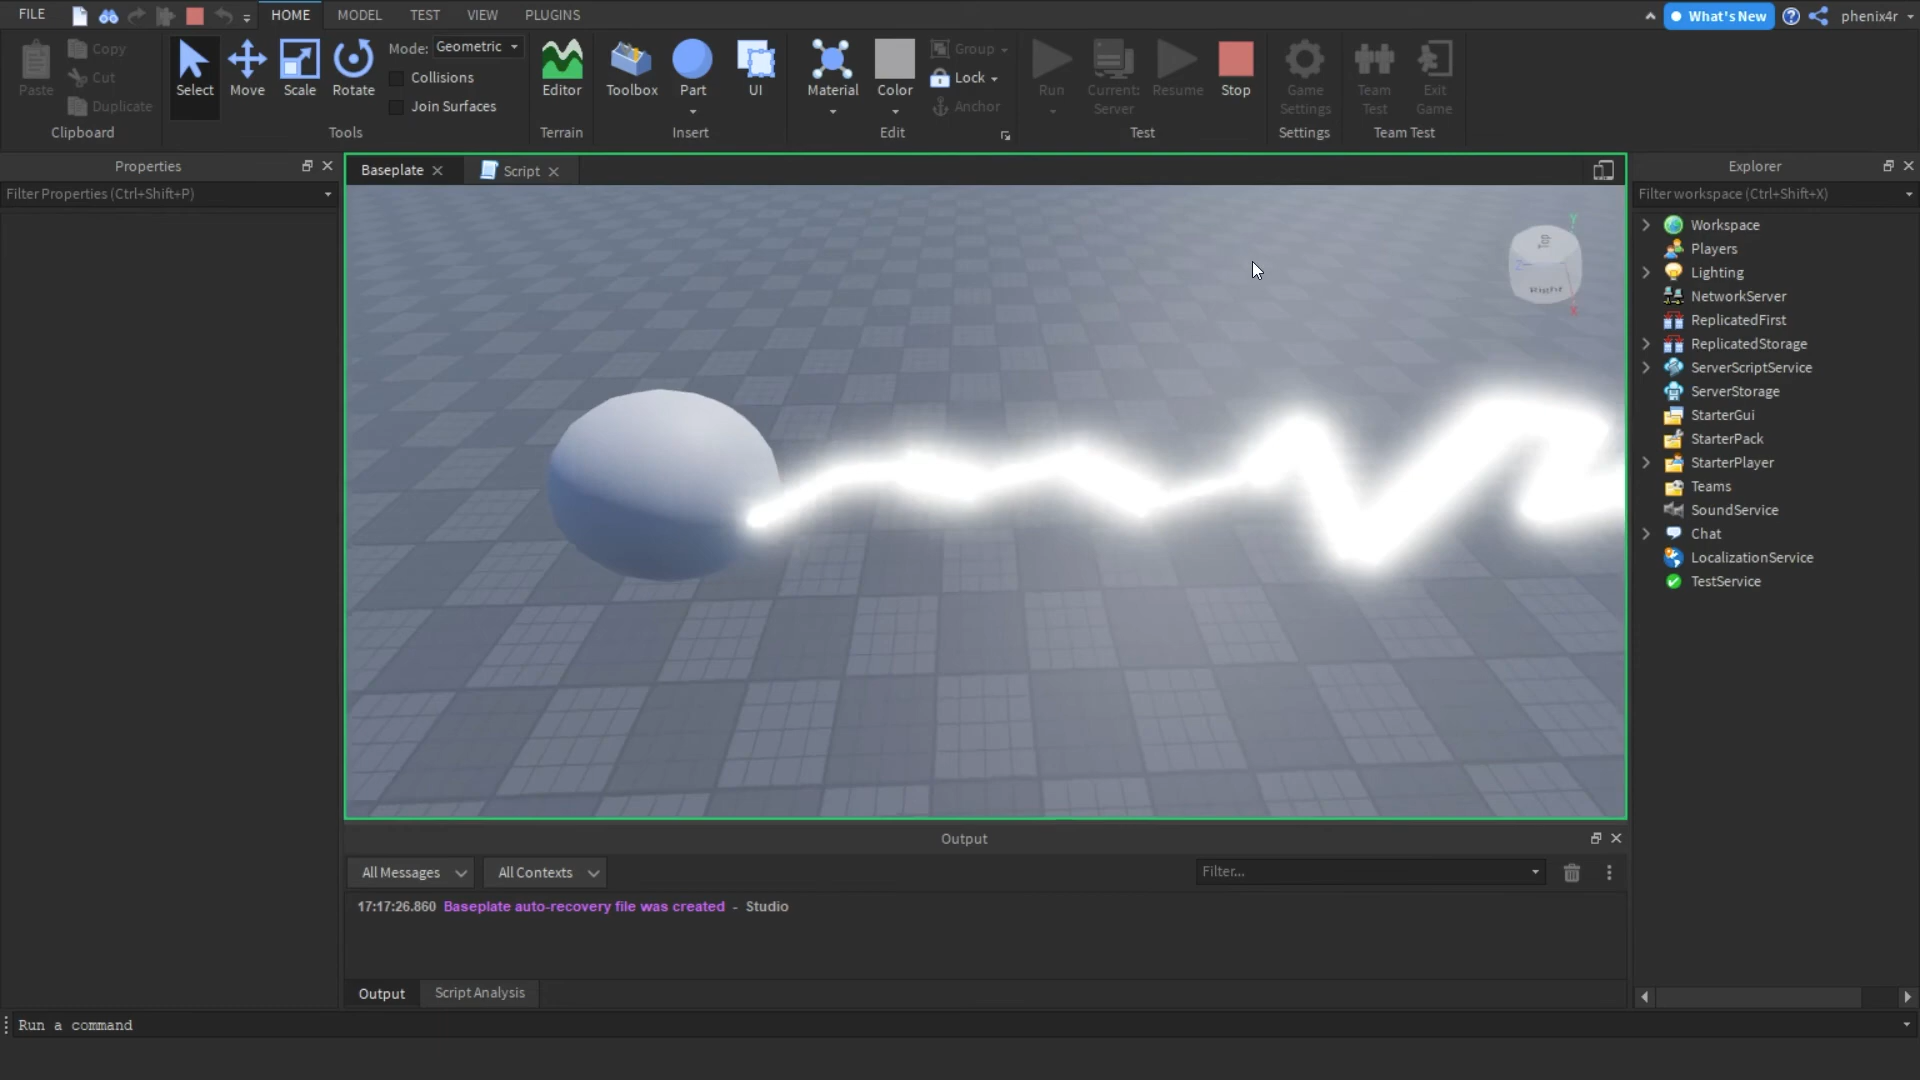 FILE
HOME
MODEL
TEST
VIEW
PLUGINS
What's New
phenix4r
Paste
Copy
Cut
Duplicate
Clipboard
Select
Move
Scale
Rotate
Mode:
Geometric
Collisions
Join Surfaces
Tools
Editor
Terrain
Toolbox
Part
UI
Insert
Material
Color
Group
Lock
Anchor
Edit
Run
Current:
Server
Resume
Stop
Test
Game
Settings
Settings
Team
Test
Exit
Game
Team Test
Properties
Filter Properties (Ctrl+Shift+P)
Baseplate
Script
Y
Top
Z
X
Explorer
Filter workspace (Ctrl+Shift+X)
Workspace
Players
Lighting
NetworkServer
ReplicatedFirst
ReplicatedStorage
ServerScriptService
ServerStorage
StarterGui
StarterPack
StarterPlayer
Teams
SoundService
Chat
LocalizationService
TestService
Output
All Messages
All Contexts
Filter...
17:17:26.860 Baseplate auto-recovery file was created - Studio
Output
Script Analysis
Run a command